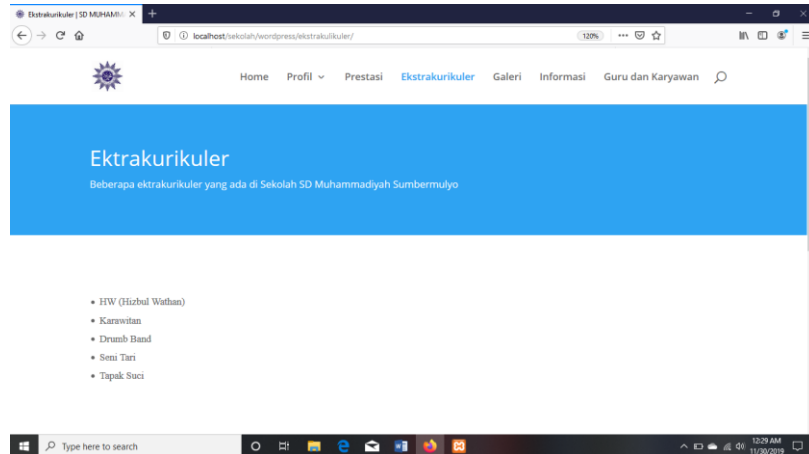 Ekstrakurikuler | SD MUHAMM
localhost/sekolah/wordpress/ekstrakulikuler/
120%
Home Profil Prestasi Ekstrakurikuler Galeri Informasi Guru dan Karyawan
Ektrakurikuler
Beberapa ektrakurikuler yang ada di Sekolah SD Muhammadiyah Sumbermulyo
HW (Hizbul Wathan)
Karawitan
Drumb Band
Seni Tari
Tapak Suci
Type here to search
12:29 AM
11/30/2019